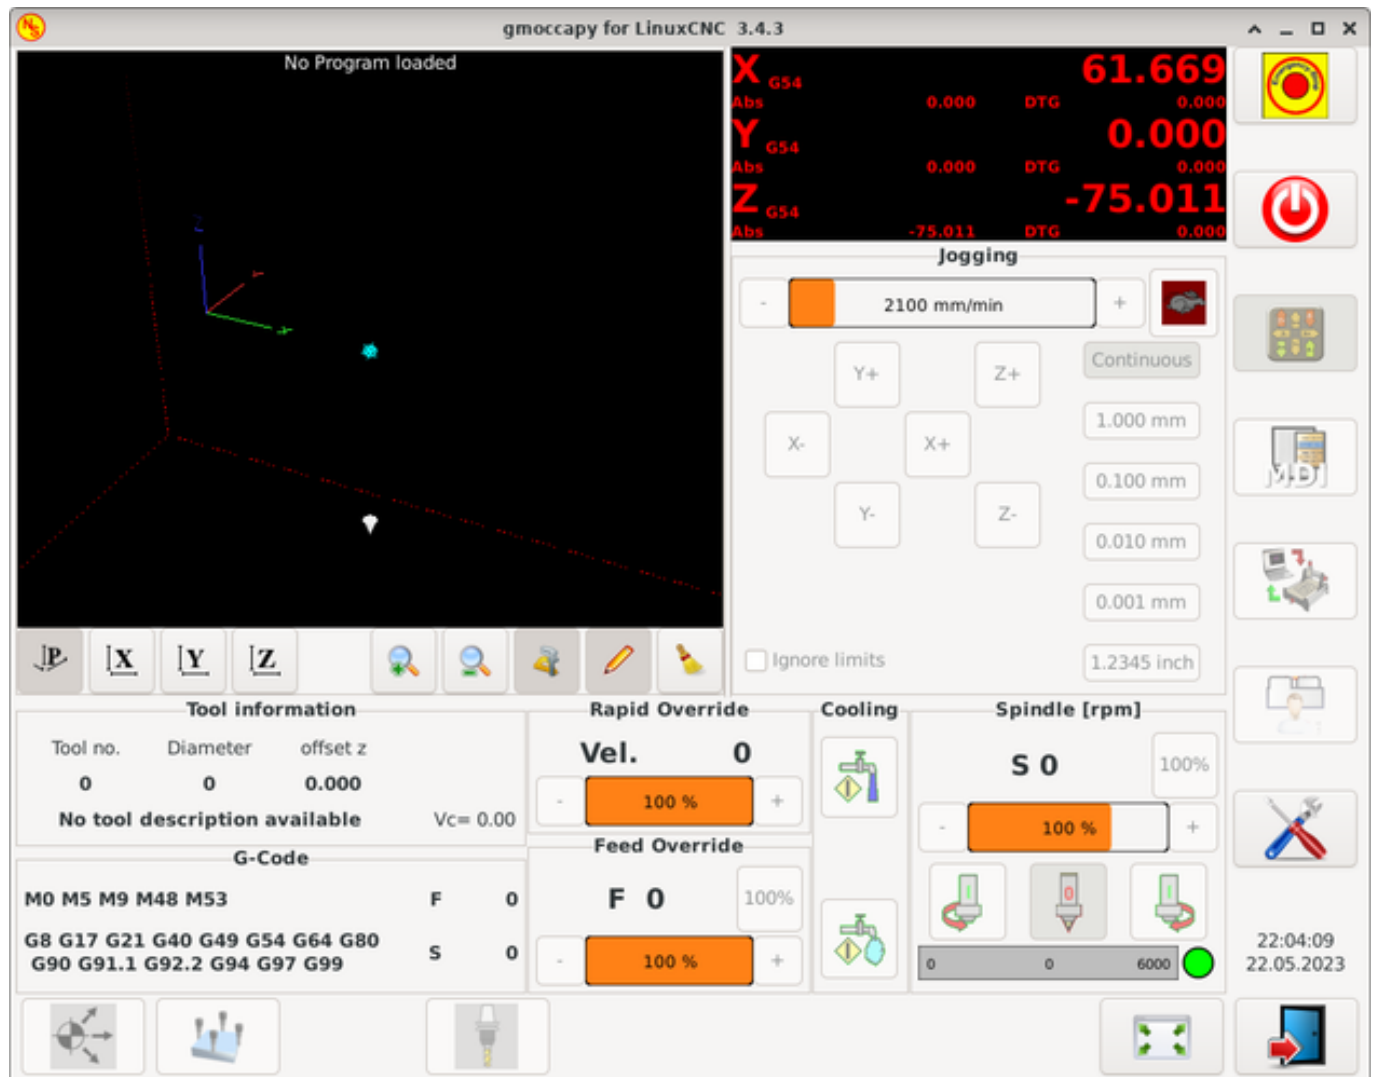 gmoccapy for LinuxCNC 3.4.3
No Program loaded
X G54 61.669
Abs 0.000 DTG 0.000
Y G54 0.000
Abs 0.000 DTG 0.000
Z G54 -75.011
Abs -75.011 DTG 0.000
Jogging
- 2100 mm/min +
Y+ Z+ Continuous
1.000 mm
X- X+
0.100 mm
Y- Z-
0.010 mm
0.001 mm
Ignore limits 1.2345 inch
MDI
P X Y Z
Tool information
Tool no. Diameter offset z
0 0 0.000
No tool description available Vc= 0.00
G-Code
M0 M5 M9 M48 M53 F 0
G8 G17 G21 G40 G49 G54 G64 G80
G90 G91.1 G92.2 G94 G97 G99
S 0
Rapid Override
Vel. 0
- 100 % +
Feed Override
F 0 100%
- 100 % +
Cooling
Spindle [rpm]
S 0 100%
- 100 % +
I 0 I
0 0 6000
22:04:09
22.05.2023